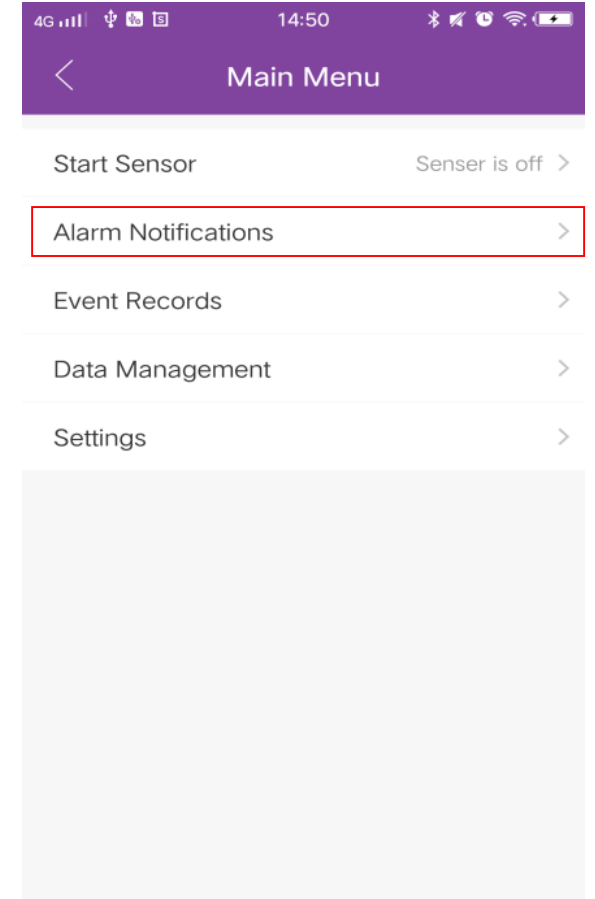 4G 14:50
Main Menu
Start Sensor Senser is off
Alarm Notifications
Event Records
Data Management
Settings